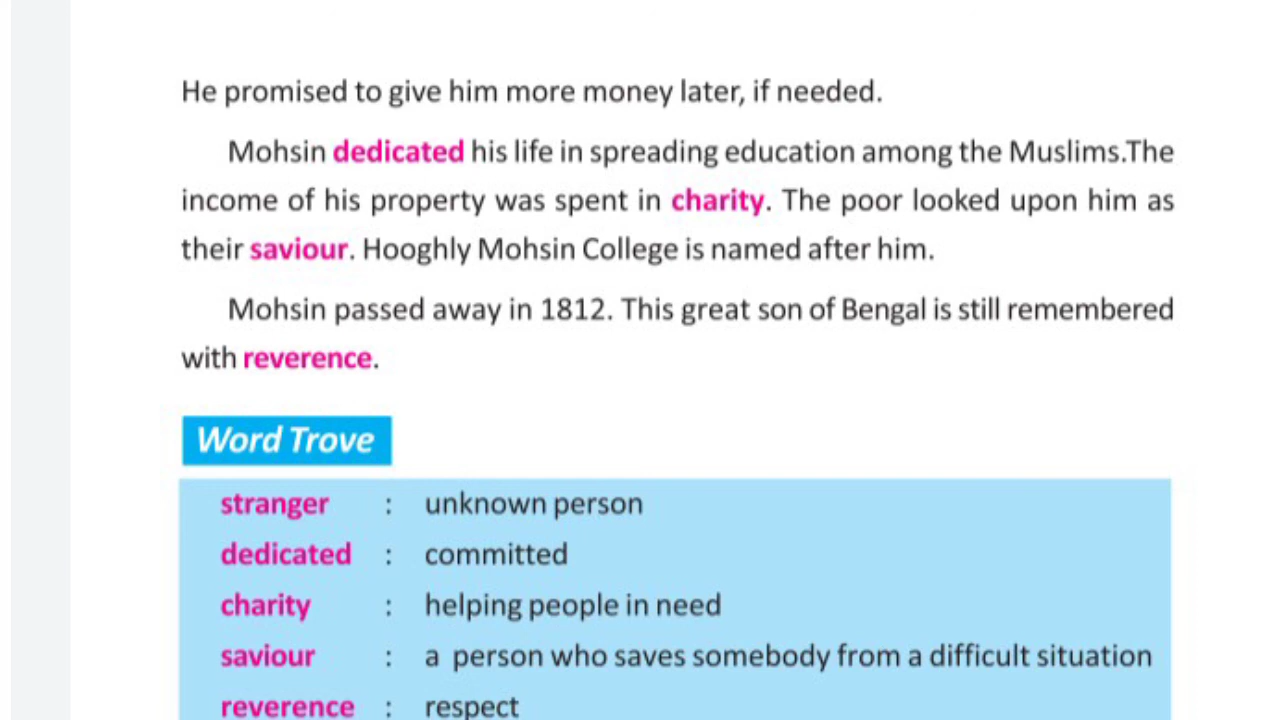 He promised to give him more money later, if needed.
Mohsin dedicated his life in spreading education among the Muslims.The
income of his property was spent in charity. The poor looked upon him as
their saviour. Hooghly Mohsin College is named after him.
Mohsin passed away in 1812. This great son of Bengal is still remembered
with reverence.
Word Trove
stranger : unknown person
dedicated : committed
charity : helping people in need
saviour : a person who saves somebody from a difficult situation
reverence : respect